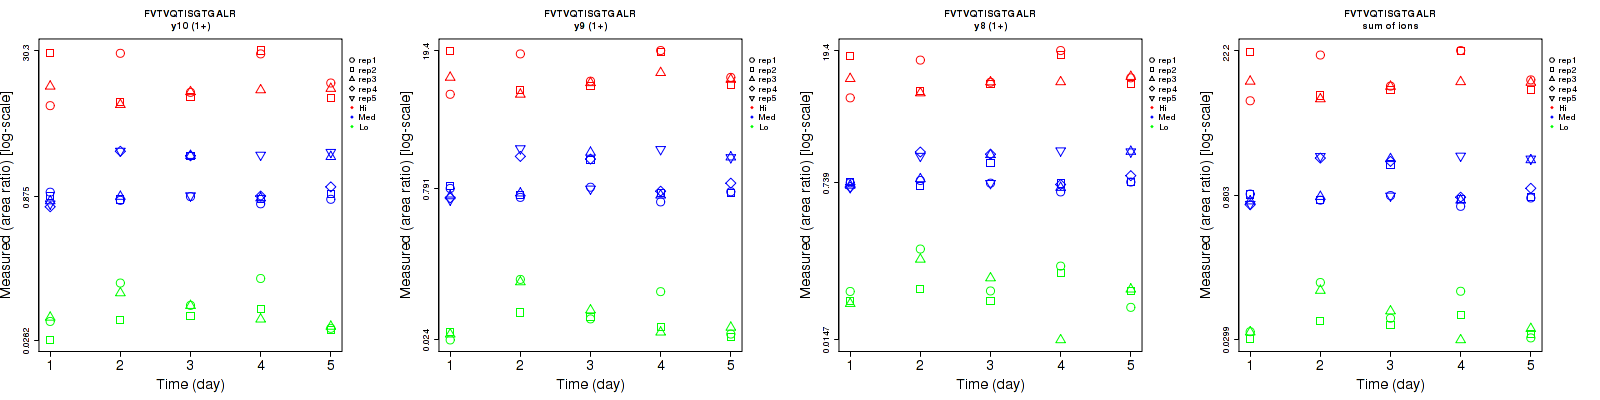 FVTVQTISGTGALR
y10 (1+)
Measured (area ratio) [log-scale]
30.3
0.875
0.0262
1 2 3 4 5
Time (day)
rep1
rep2
rep3
rep4
rep5
Hi
Med
Lo
FVTVQTISGTGALR
y9 (1+)
Measured (area ratio) [log-scale]
19.4
0.791
0.024
1 2 3 4 5
Time (day)
rep1
rep2
rep3
rep4
rep5
Hi
Med
Lo
FVTVQTISGTGALR
y8 (1+)
Measured (area ratio) [log-scale]
19.4
0.739
0.0147
1 2 3 4 5
Time (day)
rep1
rep2
rep3
rep4
rep5
Hi
Med
Lo
FVTVQTISGTGALR
sum of ions
Measured (area ratio) [log-scale]
22.2
0.803
0.0299
1 2 3 4 5
Time (day)
rep1
rep2
rep3
rep4
rep5
Hi
Med
Lo